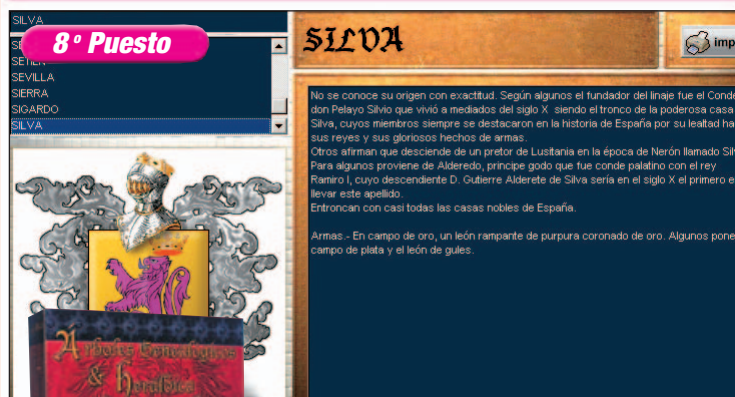 SILVA
8º Puesto
SETIEN
SEVILLA
SIERRA
SIGARDO
SILVA
SILVA
imp
No se conoce su origen con exactitud. Según algunos el fundador del linaje fue el Conde
don Pelayo Silvio que vivió a mediados del siglo X siendo el tronco de la poderosa casa
Silva, cuyos miembros siempre se destacaron en la historia de España por su lealtad ha
sus reyes y sus gloriosos hechos de armas.
Otros afirman que desciende de un pretor de Lusitania en la época de Nerón llamado Sil
Para algunos proviene de Alderedo, principe godo que fue conde palatino con el rey
Ramiro I, cuyo descendiente D. Gutierre Alderete de Silva sería en el siglo X el primero e
llevar este apellido.
Entroncan con casi todas las casas nobles de España.
Armas.- En campo de oro, un león rampante de purpura coronado de oro. Algunos pone
campo de plata y el león de gules.
Arboles Genealogicos
& Heraldica